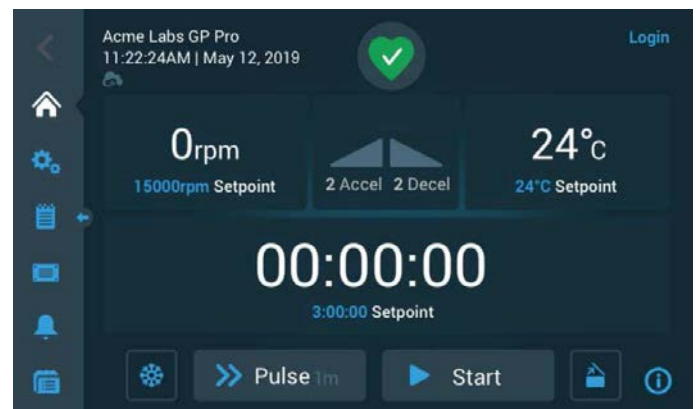 Acme Labs GP Pro
Login
11:22:24AM | May 12, 2019
0rpm
24°c
15000rpm Setpoint
2 Accel 2 Decel
24°C Setpoint
00:00:00
3:00:00 Setpoint
Pulse 1m
Start